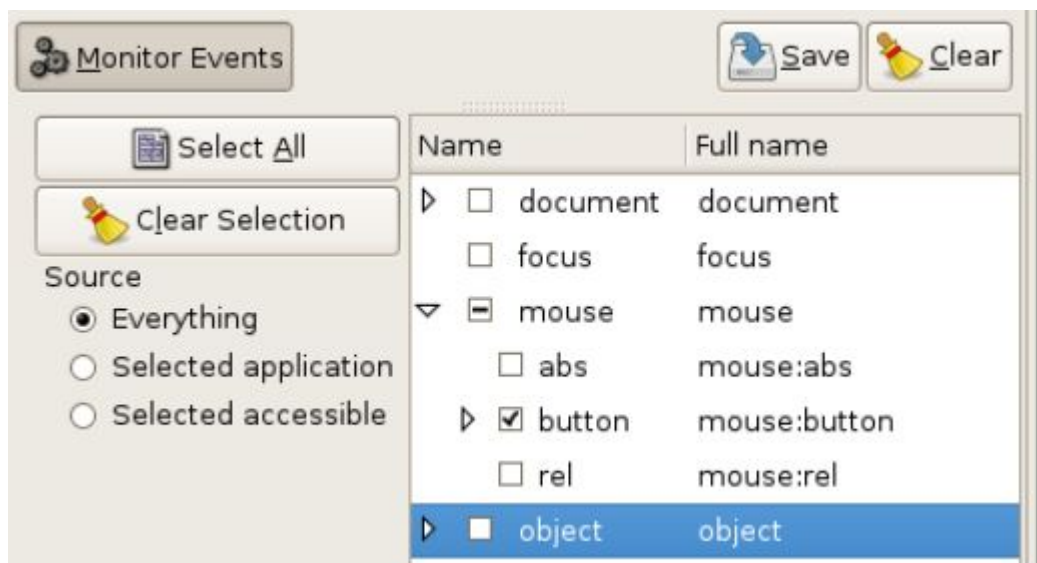 Monitor Events Save Clear
Select All
Clear Selection
Source
Everything
Selected application
Selected accessible
Name Full name
document document
focus focus
mouse mouse
abs mouse:abs
button mouse:button
rel mouse:rel
object object